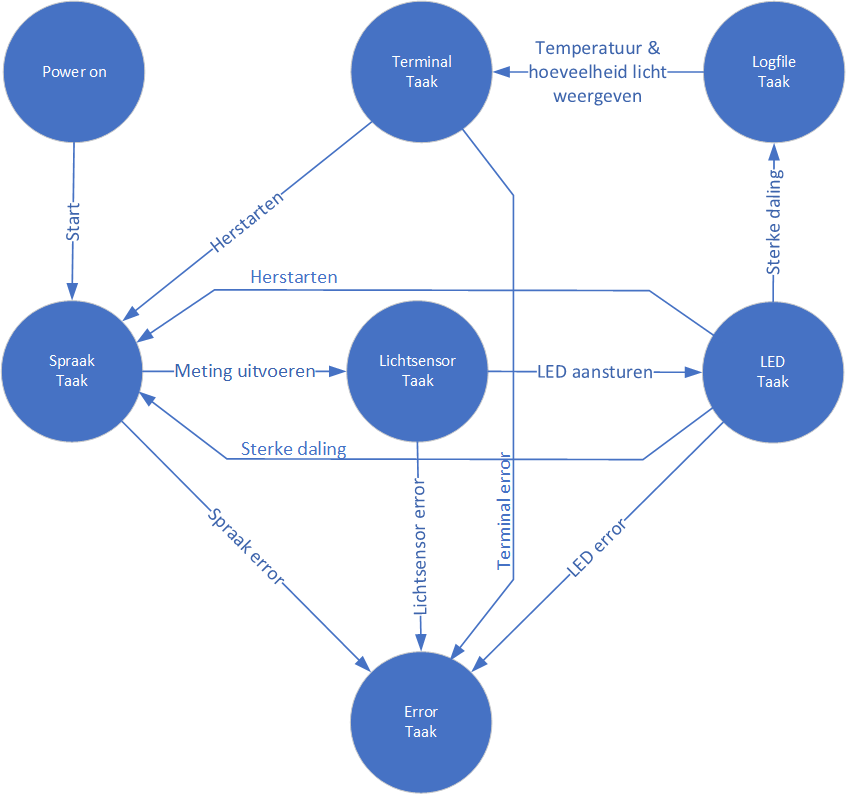 Power on
Terminal
Taak
Temperatuur &
hoeveelheid licht
weergeven
Logfile
Taak
Start
Herstarten
Sterke daling
Herstarten
Spraak
Taak
Meting uitvoeren
Lichtsensor
Taak
LED aansturen
LED
Taak
Sterke daling
Spraak error
Lichtsensor error
Terminal error
LED error
Error
Taak